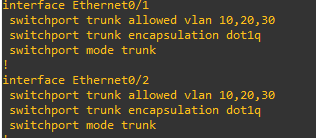 interface Ethernet0/1
 switchport trunk allowed vlan 10,20,30
 switchport trunk encapsulation dot1q
 switchport mode trunk
!
interface Ethernet0/2
 switchport trunk allowed vlan 10,20,30
 switchport trunk encapsulation dot1q
 switchport mode trunk
!